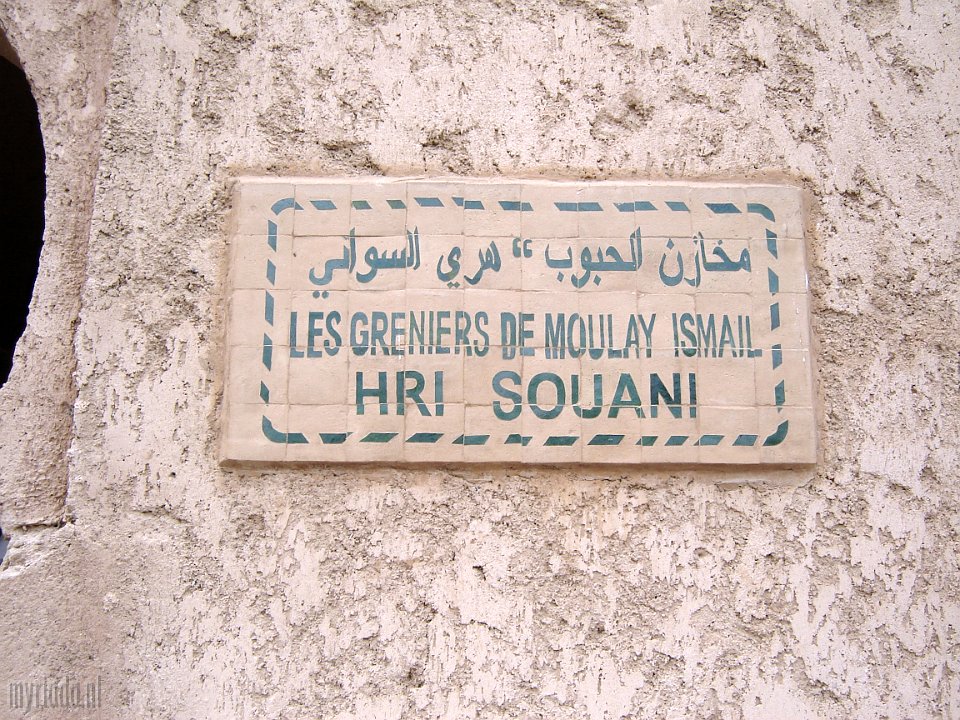 مخازن الحبوب “ هري السواني
LES GRENIERS DE MOULAY ISMAIL
HRI SOUANI
myriada.nl